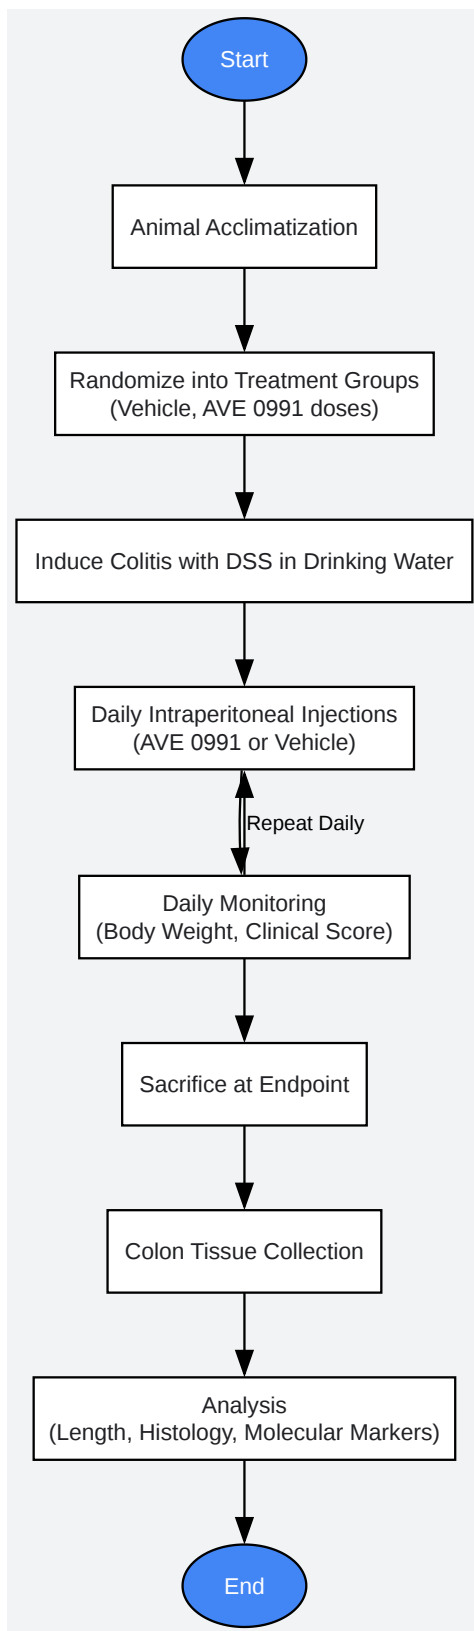 Start
Animal Acclimatization
Randomize into Treatment Groups
(Vehicle, AVE 0991 doses)
Induce Colitis with DSS in Drinking Water
Daily Intraperitoneal Injections
(AVE 0991 or Vehicle)
Repeat Daily
Daily Monitoring
(Body Weight, Clinical Score)
Sacrifice at Endpoint
Colon Tissue Collection
Analysis
(Length, Histology, Molecular Markers)
End